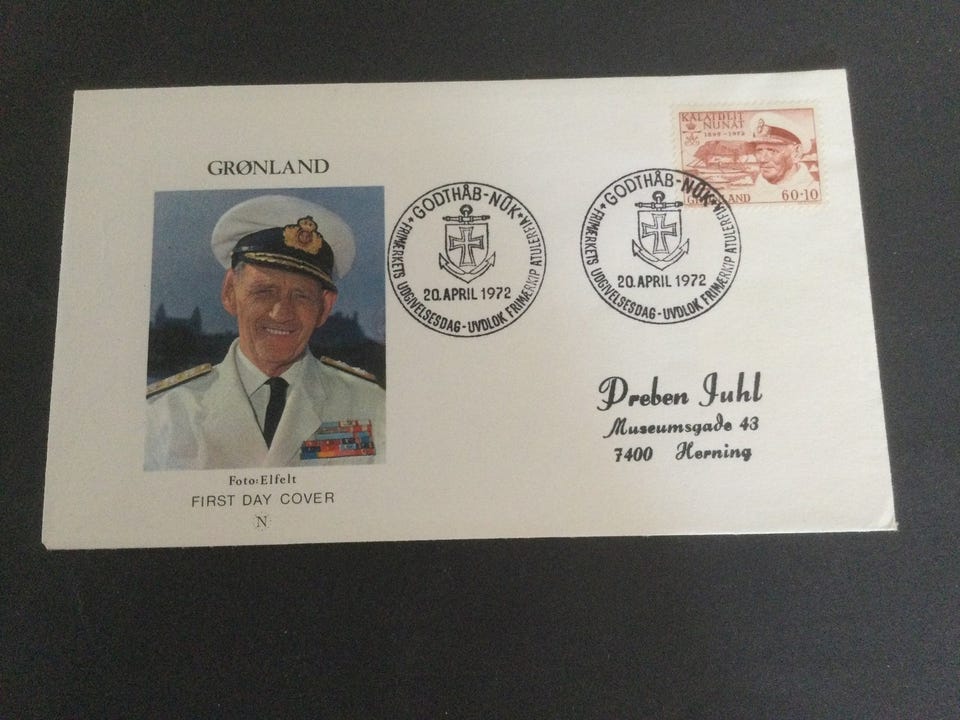 GRØNLAND
Foto: Elfelt
FIRST DAY COVER
N
GODTHÅB-NÛK
20.APRIL 1972
FRIMÆRKETS UDGIVELSESDAG-UVDLOK FRIMÆRKIP ATULERFIA
GODTHÅB-NÛK
20.APRIL 1972
FRIMÆRKETS UDGIVELSESDAG-UVDLOK FRIMÆRKIP ATULERFIA
KALÂTDLIT
NUNÂT
1899-1972
GRØNLAND 60+10
Preben Juhl
Museumsgade 43
7400 Herning